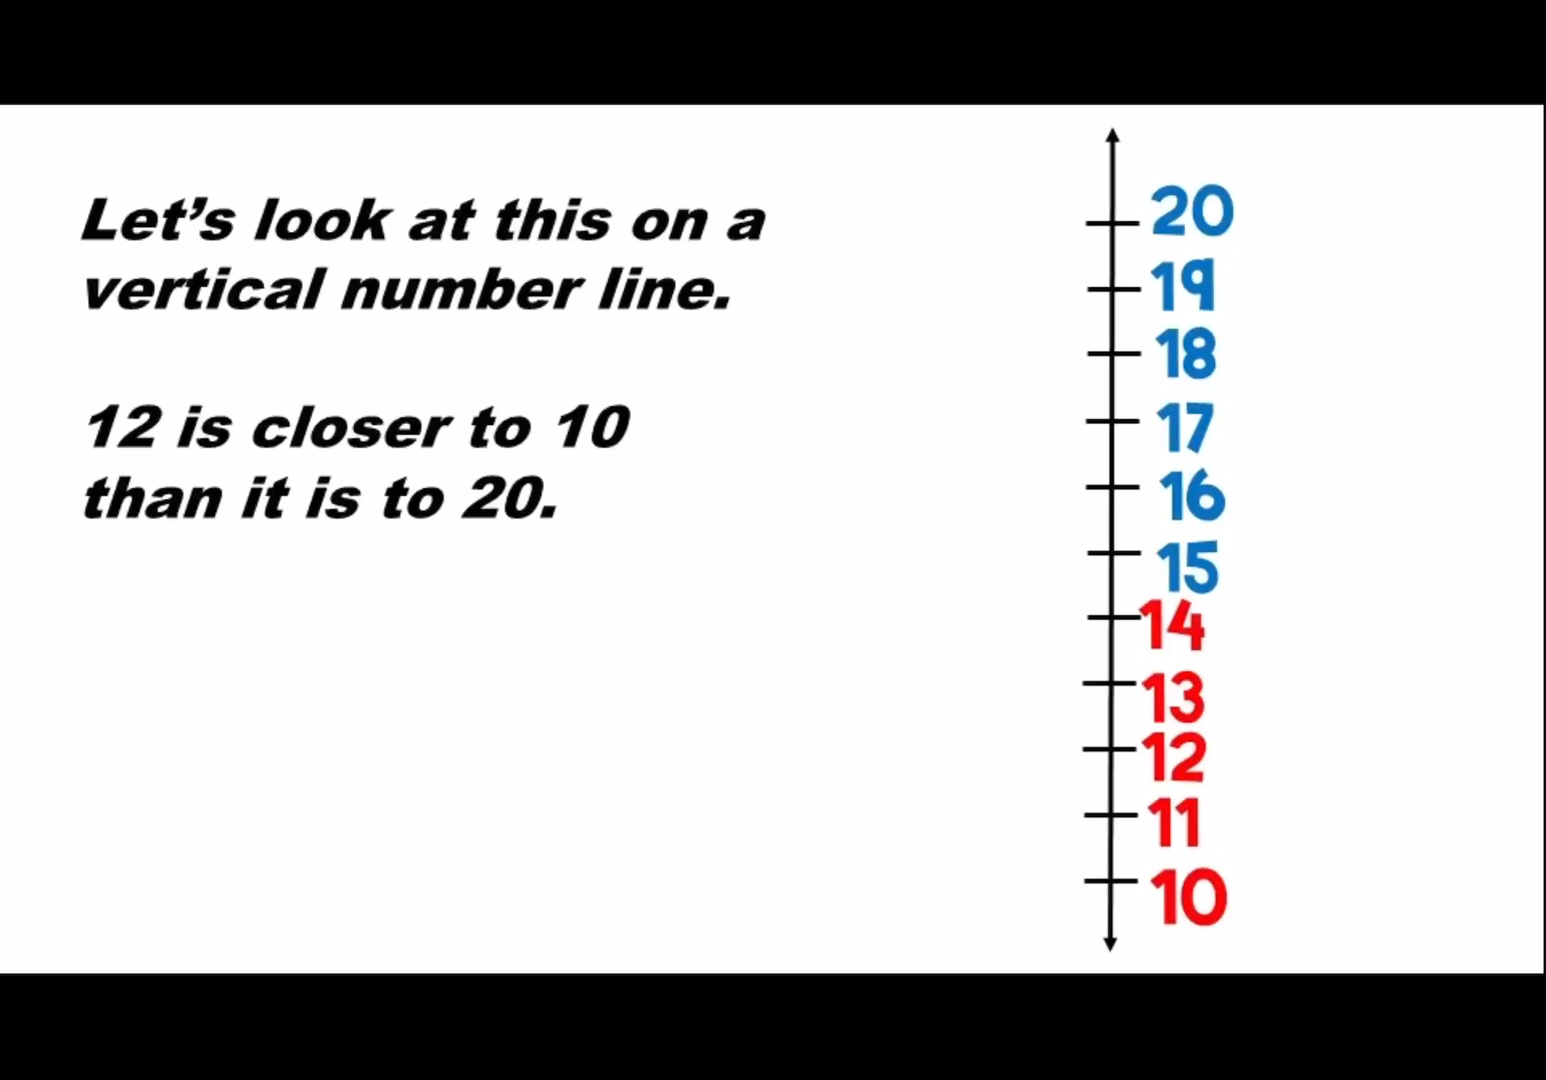 Let's look at this on a
vertical number line.
12 is closer to 10
than it is to 20.
20
19
18
17
16
15
14
13
12
11
10